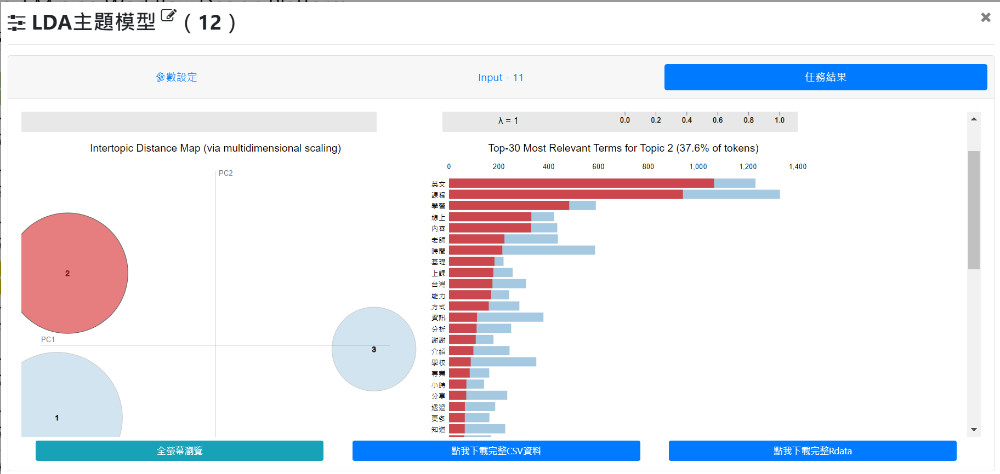 LDA主題模型（12）
參數設定
Input - 11
任務結果
λ = 1
0.0 0.2 0.4 0.6 0.8 1.0
Intertopic Distance Map (via multidimensional scaling)
PC2
2
PC1
3
1
Top-30 Most Relevant Terms for Topic 2 (37.6% of tokens)
0 200 400 600 800 1,000 1,200 1,400
英文
課程
學習
線上
內容
老師
時間
基礎
上課
台灣
能力
方式
資訊
分析
謝謝
介紹
學校
專業
小時
分享
透過
更多
知道
全螢幕瀏覽
點我下載完整CSV資料
點我下載完整Rdata